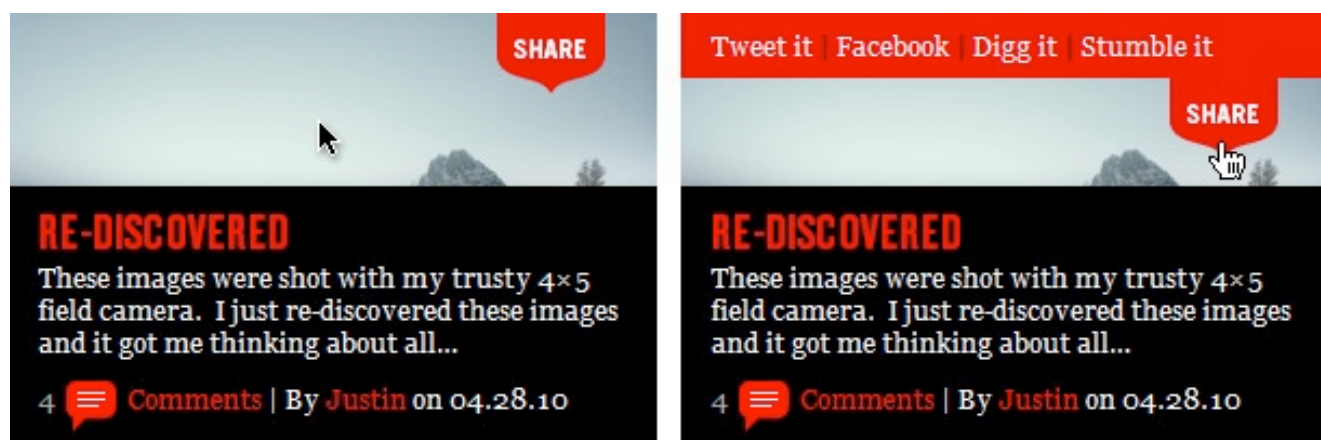 SHARE
RE-DISCOVERED
These images were shot with my trusty 4×5
field camera.  I just re-discovered these images
and it got me thinking about all...
4 Comments | By Justin on 04.28.10
Tweet it | Facebook | Digg it | Stumble it
SHARE
RE-DISCOVERED
These images were shot with my trusty 4×5
field camera.  I just re-discovered these images
and it got me thinking about all...
4 Comments | By Justin on 04.28.10